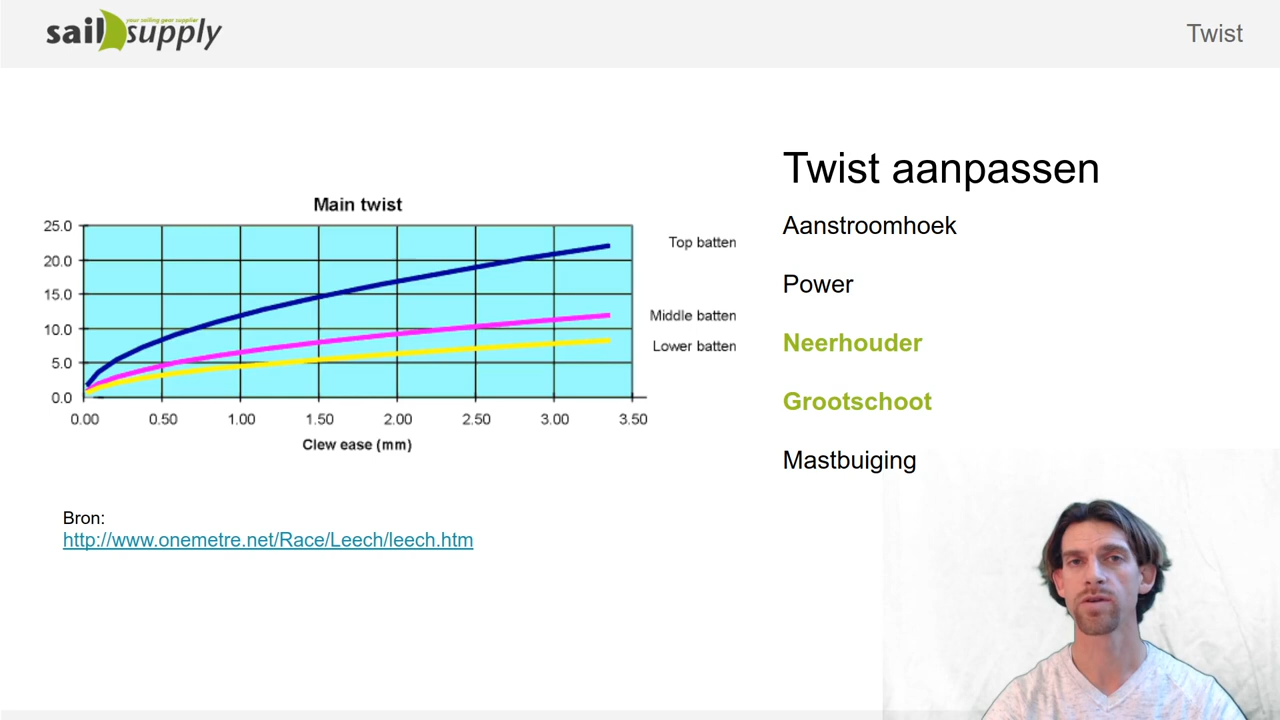 your sailing gear supplier
sail supply
Twist
Twist aanpassen
Aanstroomhoek
Power
Neerhouder
Grootschoot
Mastbuiging
Main twist
25.0
20.0
15.0
10.0
5.0
0.0
0.00 0.50 1.00 1.50 2.00 2.50 3.00 3.50
Clew ease (mm)
Top batten
Middle batten
Lower batten
Bron:
http://www.onemetre.net/Race/Leech/leech.htm